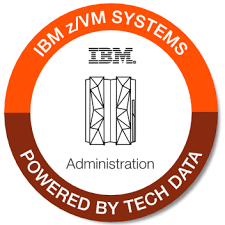 IBM z/VM SYSTEMS
IBM.
Administration
POWERED BY TECH DATA